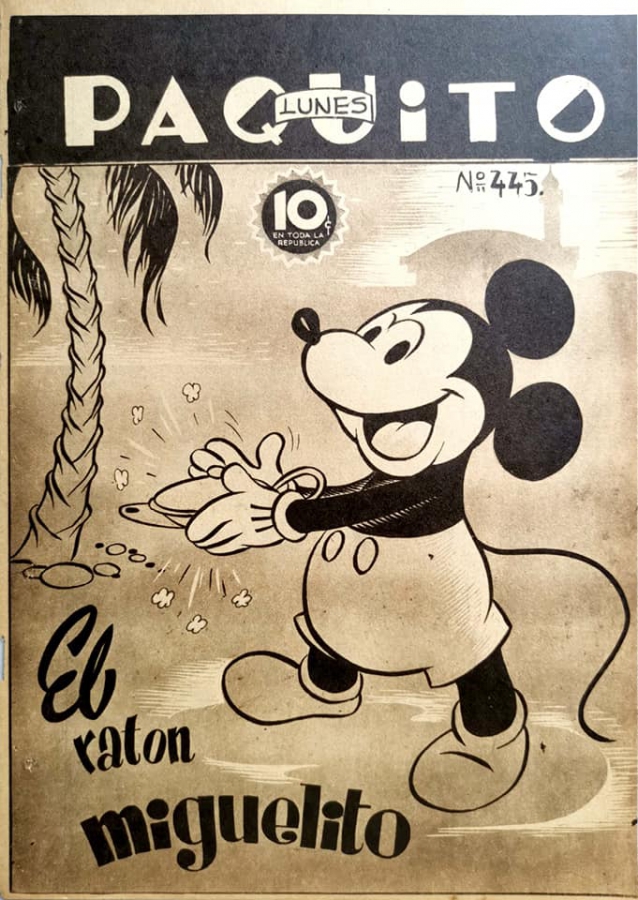 PAQUITO
LUNES
Nº 445.
10¢
EN TODA LA
REPUBLICA
El
raton
miguelito